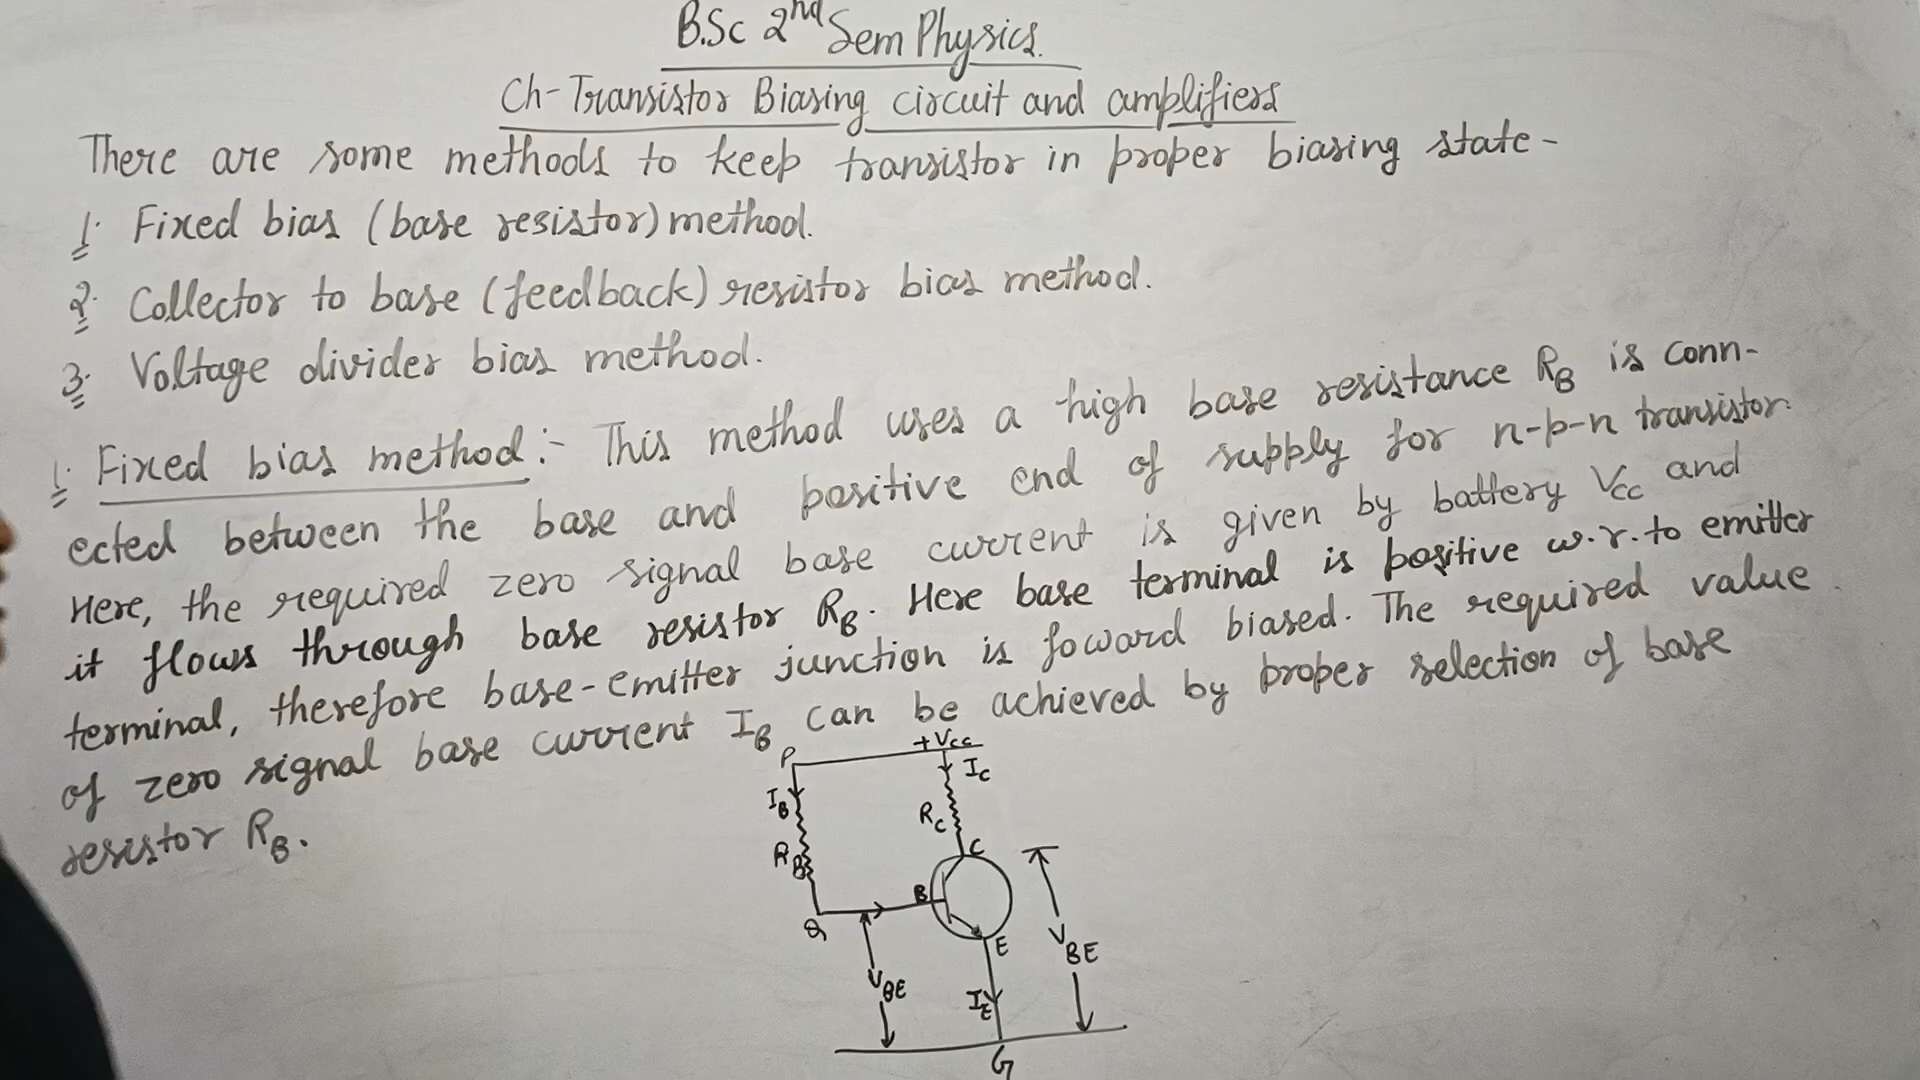 B.Sc 2nd Sem Physics.
Ch-Transistor Biasing circuit and amplifiers
There are some methods to keep transistor in proper biasing state-
1. Fixed bias (base resistor) method.
2. Collector to base (feedback) resistor bias method.
3. Voltage divider bias method.
1. Fixed bias method:- This method uses a high base resistance RB is conn-
ected between the base and positive end of supply for n-p-n transistor.
Here, the required zero signal base current is given by battery Vcc and
it flows through base resistor RB. Here base terminal is positive w.r.to emitter
terminal, therefore base-emitter junction is foward biased. The required value
of zero signal base current IB can be achieved by proper selection of base
resistor RB.
P
+Vcc
IB
IC
RC
RB
C
B
Q
E
VBE
VBE
IE
G